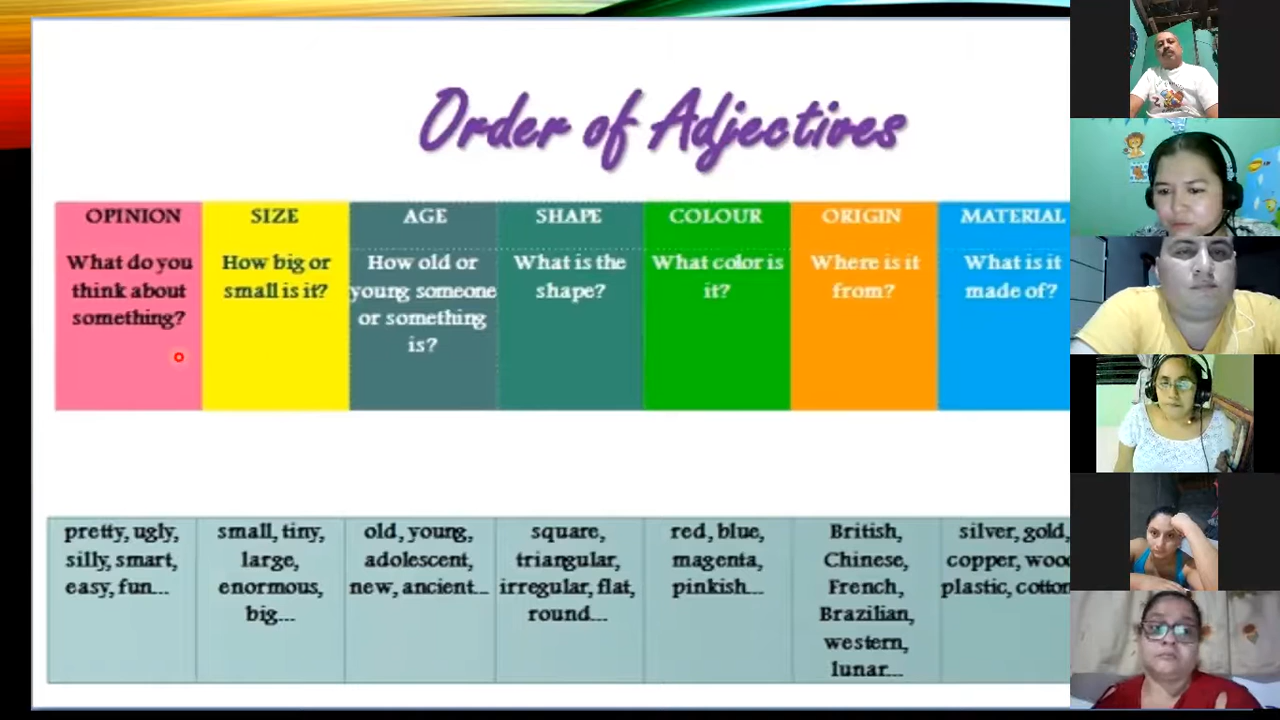 Order of Adjectives
OPINION SIZE AGE SHAPE COLOUR ORIGIN MATERIAL
What do you think about something?
How big or small is it?
How old or young someone or something is?
What is the shape?
What color is it?
Where is it from?
What is it made of?
pretty, ugly, silly, smart, easy, fun...
small, tiny, large, enormous, big...
old, young, adolescent, new, ancient...
square, triangular, irregular, flat, round...
red, blue, magenta, pinkish...
British, Chinese, French, Brazilian, western, lunar...
silver, gold, copper, plastic, cotton